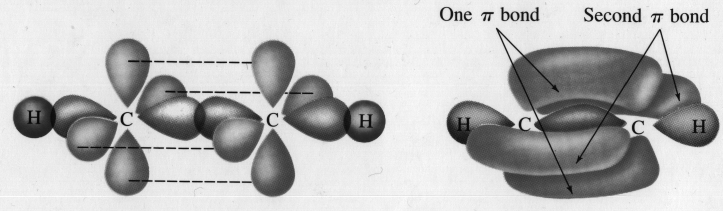 One π bond Second π bond
H C C H
H C C H